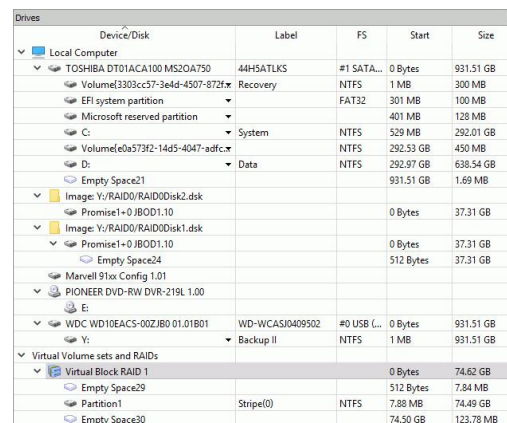 Drives
Device/Disk Label FS Start Size
Local Computer
TOSHIBA DT01ACA100 MS2OA750 44H5ATLKS #1 SATA... 0 Bytes 931.51 GB
Volume{3303cc57-3e4d-4507-872f... Recovery NTFS 1 MB 300 MB
EFI system partition FAT32 301 MB 100 MB
Microsoft reserved partition 401 MB 128 MB
C: System NTFS 529 MB 292.01 GB
Volume{e0a573f2-14d5-4047-adfc... NTFS 292.53 GB 450 MB
D: Data NTFS 292.97 GB 638.54 GB
Empty Space21 931.51 GB 1.69 MB
Image: Y:/RAID0/RAID0Disk2.dsk
Promise1+0 JBOD1.10 0 Bytes 37.31 GB
Image: Y:/RAID0/RAID0Disk1.dsk
Promise1+0 JBOD1.10 0 Bytes 37.31 GB
Empty Space24 512 Bytes 37.31 GB
Marvell 91xx Config 1.01
PIONEER DVD-RW DVR-219L 1.00
E:
WDC WD10EACS-00ZJB0 01.01B01 WD-WCASJ0409502 #0 USB (... 0 Bytes 931.51 GB
Y: Backup II NTFS 1 MB 931.51 GB
Virtual Volume sets and RAIDs
Virtual Block RAID 1 0 Bytes 74.62 GB
Empty Space29 512 Bytes 7.84 MB
Partition1 Stripe(0) NTFS 7.88 MB 74.49 GB
Empty Space30 74.50 GB 123.78 MB